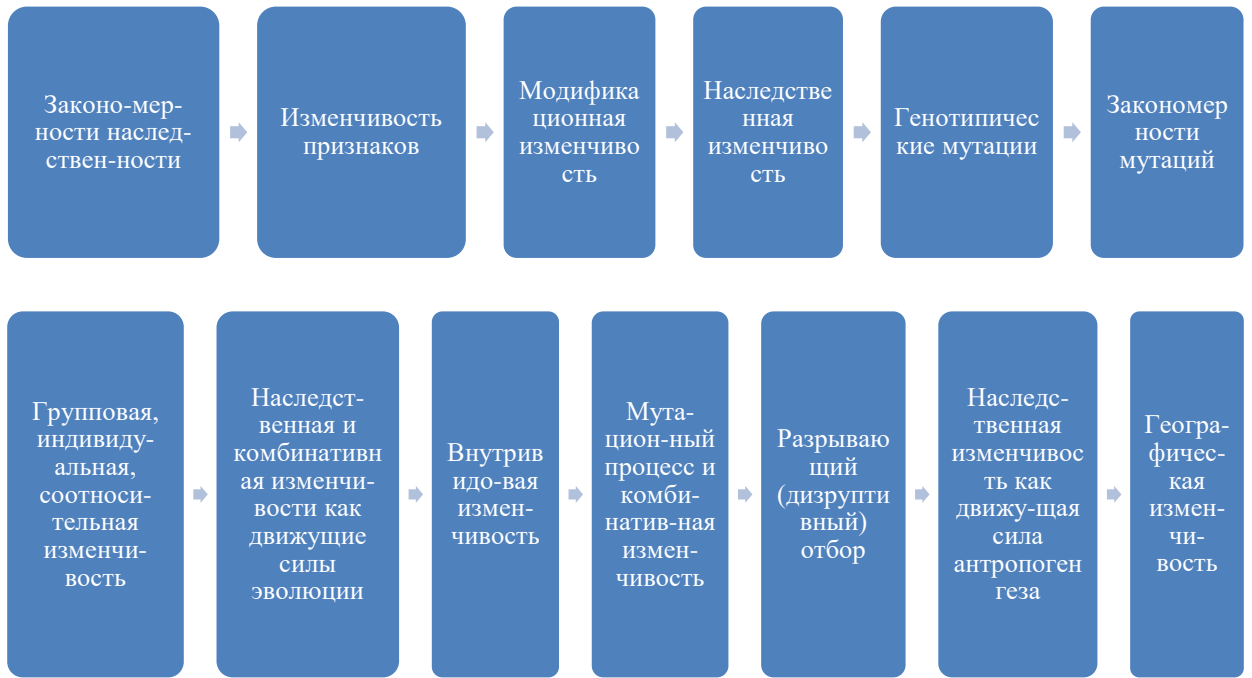 Законо-мер-
ности наслед-
ствен-ности
Изменчивость
признаков
Модифика
ционная
изменчиво
сть
Наследстве
нная
изменчиво
сть
Генотипичес
кие мутации
Закономер
ности
мутаций
Групповая,
индивиду-
альная,
соотноси-
тельная
изменчи-
вость
Наследст-
венная и
комбинативн
ая изменчи-
вости как
движущие
силы
эволюции
Внутрив
идо-вая
измен-
чивость
Мута-
цион-ный
процесс и
комби-
натив-ная
измен-
чивость
Разрываю
щий
(дизрупти
вный)
отбор
Наследс-
твенная
изменчивос
ть как
движу-щая
сила
антропоген
геза
Геогра-
фичес-
кая
измен-
чи-
вость